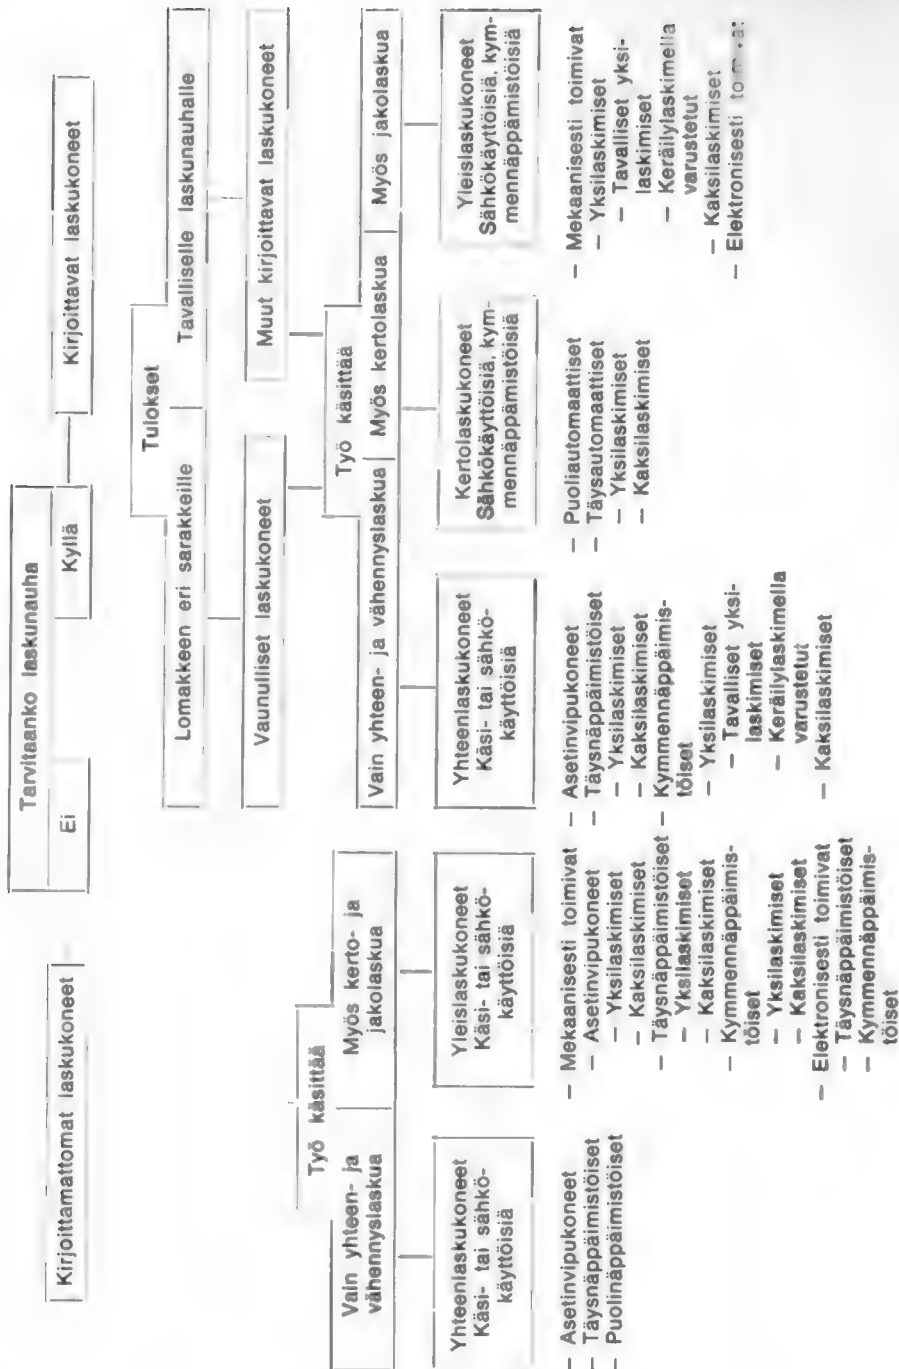 Tarvitaanko laskunauha
Ei
Kyllä
Kirjoittamattomat laskukoneet
Kirjoittavat laskukoneet
Tulokset
Lomakkeen eri sarakkeille
Tavalliselle laskunauhalle
Vaunulliset laskukoneet
Muut kirjoittavat laskukoneet
Työ käsittää
Vain yhteen- ja
vähennyslaskua
Myös kerto- ja
jakolaskua
Työ käsittää
Vain yhteen- ja vähennyslaskua
Myös kertolaskua
Myös jakolaskua
Yhteenlaskukoneet
Käsi- tai sähkö-
käyttöisiä
– Asetinvipukoneet
– Täysnäppäimistöiset
– Puolinäppäimistöiset
Yleislaskukoneet
Käsi- tai sähkö-
käyttöisiä
– Mekaanisesti toimivat
– Asetinvipukoneet
– Yksilaskimiset
– Kaksilaskimiset
– Täysnäppäimistöiset
– Yksilaskimiset
– Kaksilaskimiset
– Kymmennäppäimis-
töiset
– Yksilaskimiset
– Kaksilaskimiset
– Elektronisesti toimivat
– Täysnäppäimistöiset
– Kymmennäppäimis-
töiset
Yhteenlaskukoneet
Käsi- tai sähkö-
käyttöisiä
– Asetinvipukoneet
– Täysnäppäimistöiset
– Yksilaskimiset
– Kaksilaskimiset
– Kymmennäppäimis-
töiset
– Yksilaskimiset
– Tavalliset yksi-
laskimiset
– Keräilylaskimella
varustetut
– Kaksilaskimiset
Kertolaskukoneet
Sähkökäyttöisiä, kym-
mennäppämistöisiä
– Puoliautomaattiset
– Täysautomaattiset
– Yksilaskimiset
– Kaksilaskimiset
Yleislaskukoneet
Sähkökäyttöisiä, kym-
mennäppämistöisiä
– Mekaanisesti toimivat
– Yksilaskimiset
– Tavalliset yksi-
laskimiset
– Keräilylaskimella
varustetut
– Kaksilaskimiset
– Elektronisesti